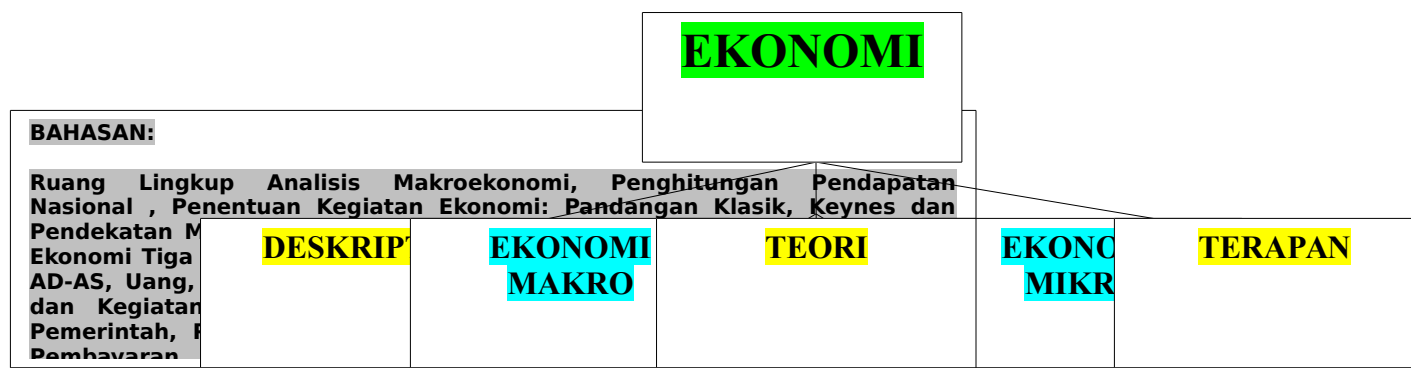 EKONOMI
BAHASAN:
Ruang Lingkup Analisis Makroekonomi, Penghitungan Pendapatan
Nasional , Penentuan Kegiatan Ekonomi: Pandangan Klasik, Keynes dan
Pendekatan
Ekonomi Tiga
AD-AS, Uang,
dan Kegiatan
Pemerintah,
Pembayaran
DESKRIPT
EKONOMI
MAKRO
TEORI
EKONO
MIKR
TERAPAN